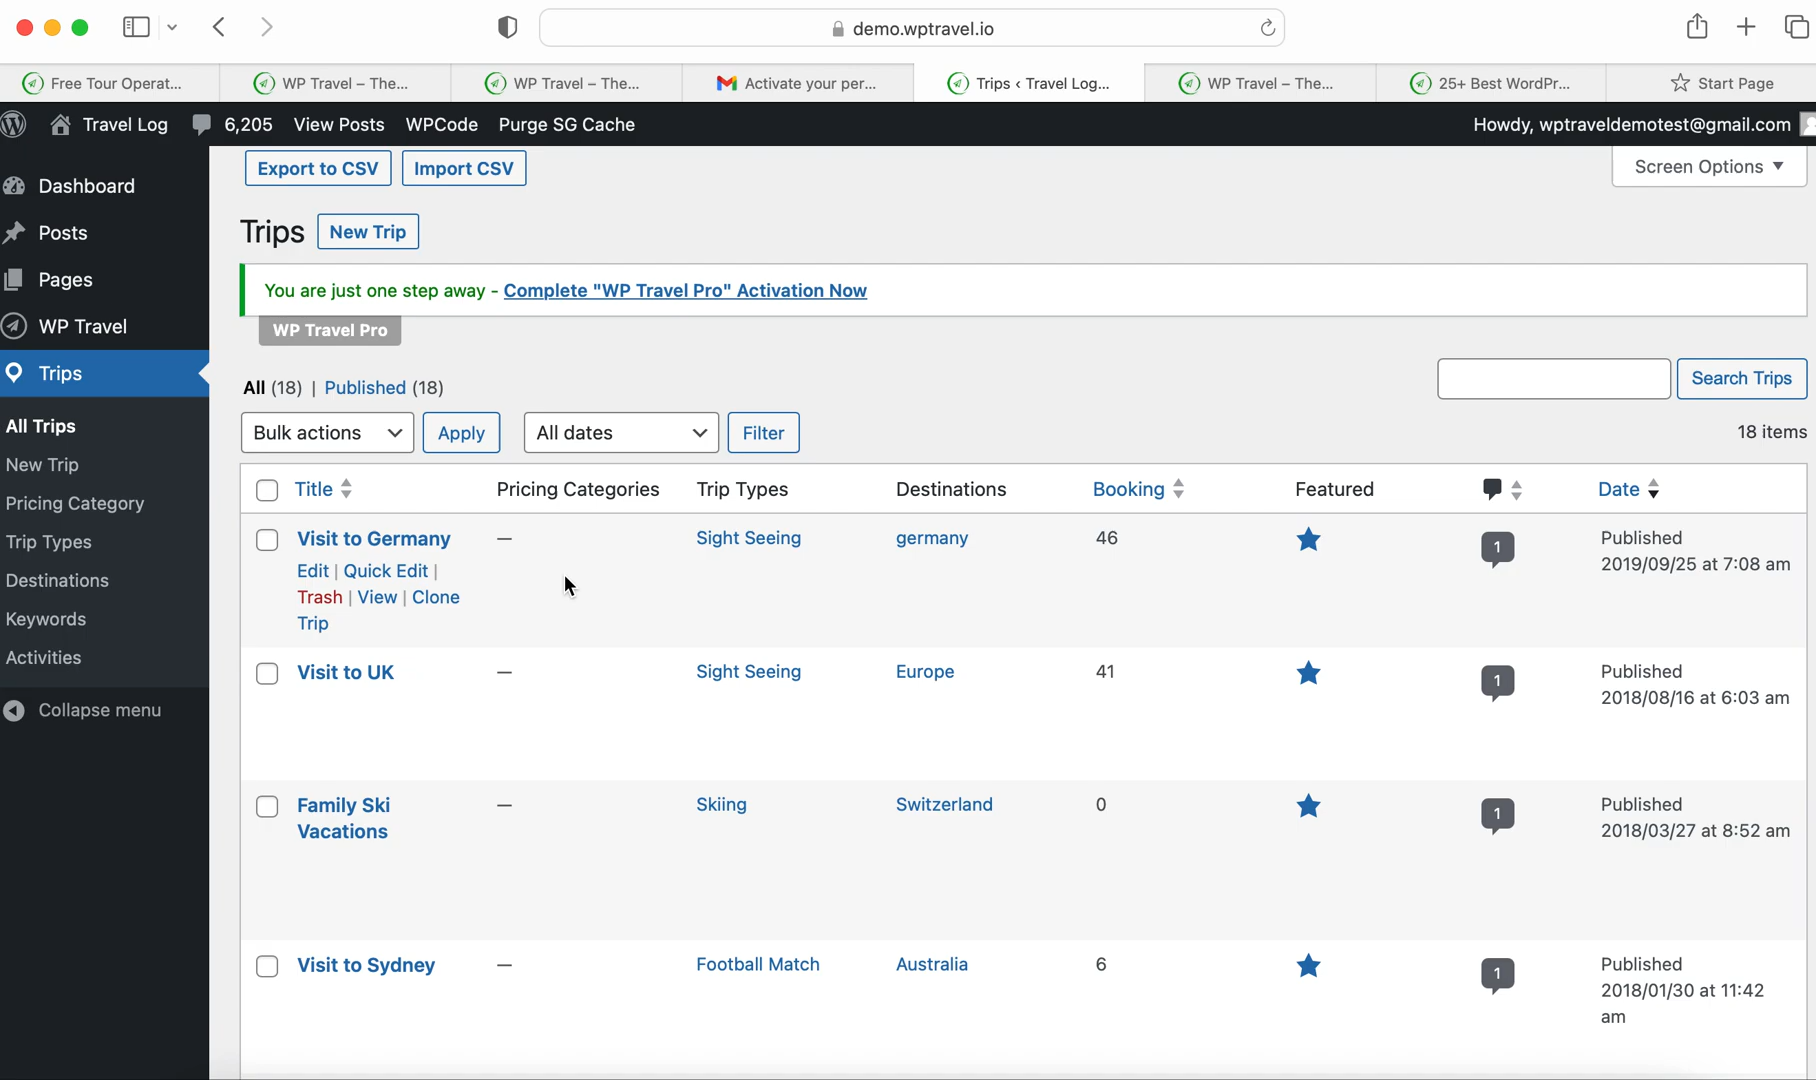 demo.wptravel.io
Free Tour Operat... WP Travel – The... WP Travel – The... Activate your per... Trips ‹ Travel Log... WP Travel – The... 25+ Best WordPr... Start Page
Travel Log 6,205 View Posts WPCode Purge SG Cache Howdy, wptraveldemotest@gmail.com
Dashboard
Posts
Pages
WP Travel
Trips
All Trips
New Trip
Pricing Category
Trip Types
Destinations
Keywords
Activities
Collapse menu
Export to CSV Import CSV Screen Options
Trips New Trip
You are just one step away - Complete "WP Travel Pro" Activation Now
WP Travel Pro
All (18) | Published (18) Search Trips
Bulk actions Apply All dates Filter 18 items
Title Pricing Categories Trip Types Destinations Booking Featured Date
Visit to Germany — Sight Seeing germany 46 1 Published
Edit | Quick Edit | 2019/09/25 at 7:08 am
Trash | View | Clone
Trip
Visit to UK — Sight Seeing Europe 41 1 Published
2018/08/16 at 6:03 am
Family Ski — Skiing Switzerland 0 1 Published
Vacations 2018/03/27 at 8:52 am
Visit to Sydney — Football Match Australia 6 1 Published
2018/01/30 at 11:42
am